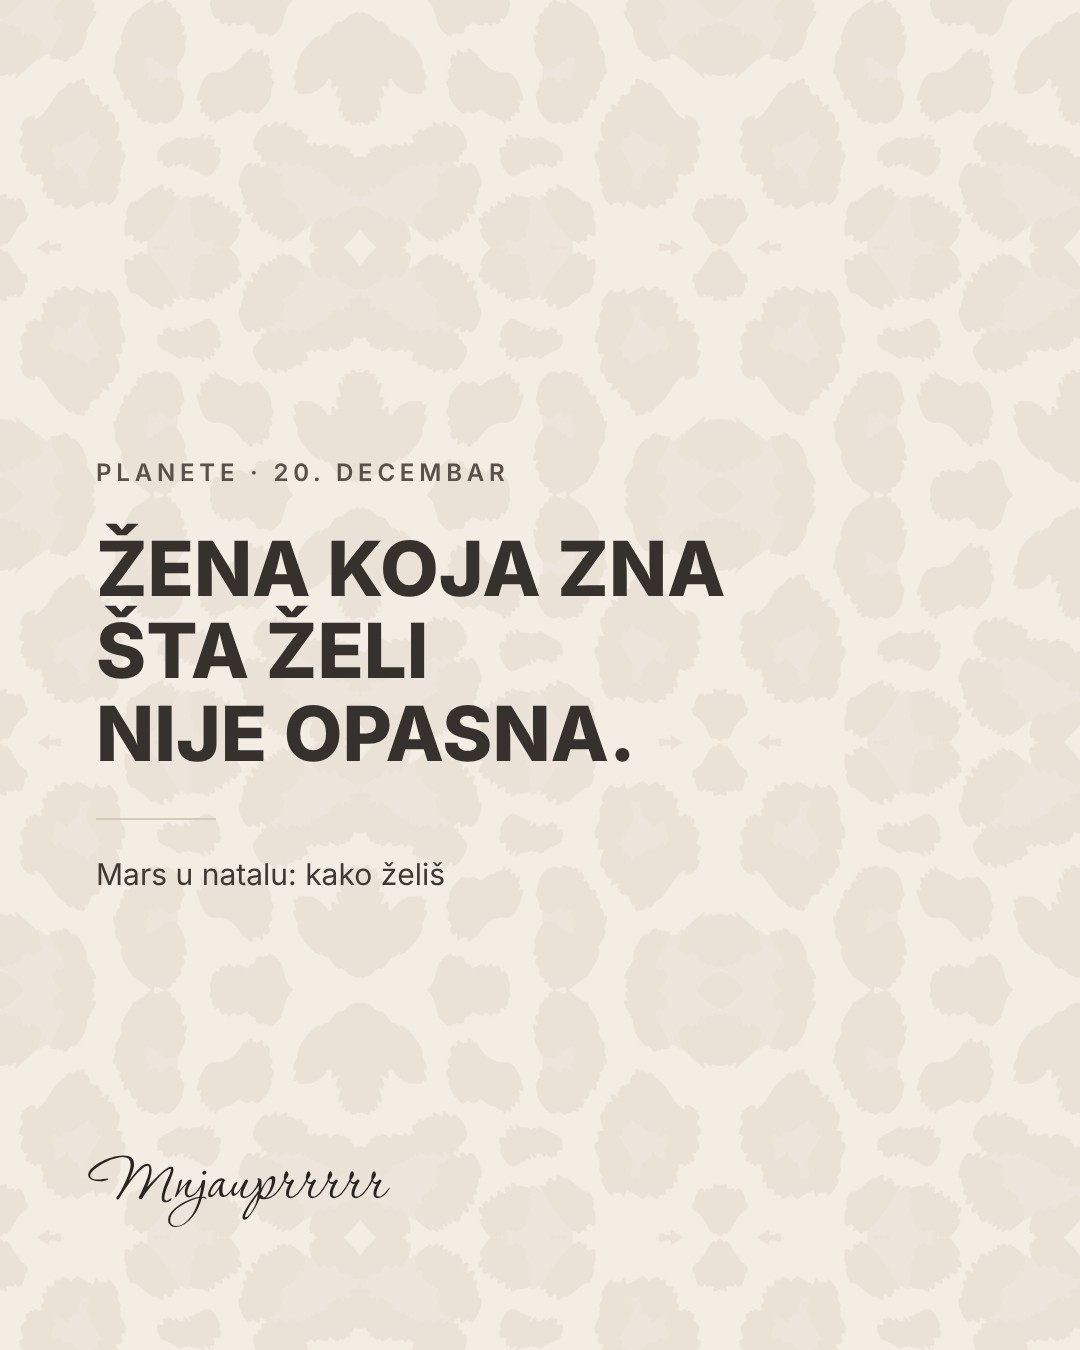 PLANETE · 20. DECEMBAR
ŽENA KOJA ZNA
ŠTA ŽELI
NIJE OPASNA.
Mars u natalu: kako želiš
Mnjauprrrrr